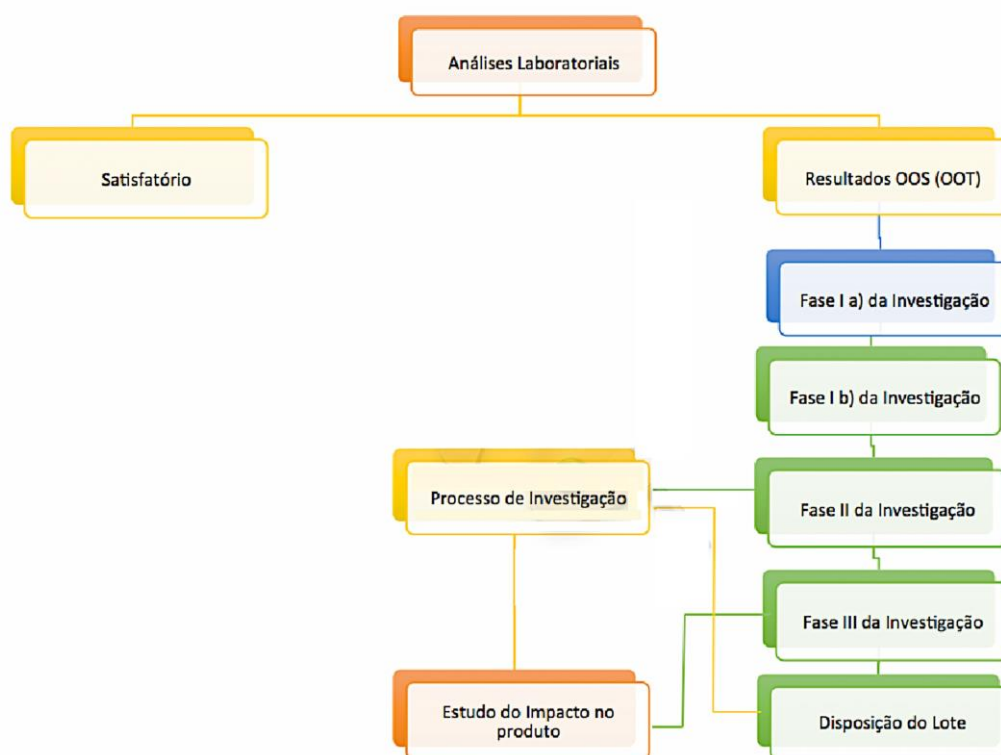 Análises Laboratoriais
Satisfatório
Resultados OOS (OOT)
Fase I a) da Investigação
Fase I b) da Investigação
Processo de Investigação
Fase II da Investigação
Fase III da Investigação
Estudo do Impacto no
produto
Disposição do Lote